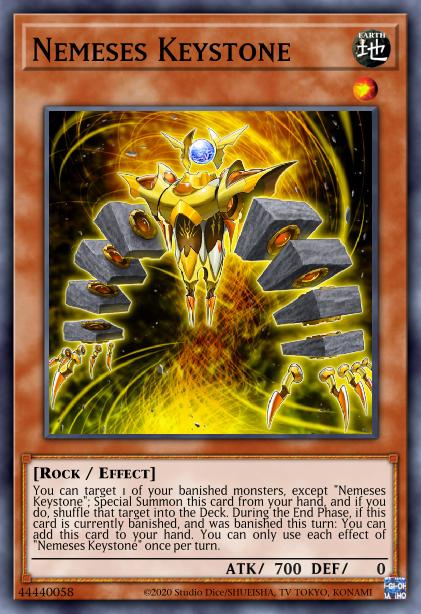 NEMESES KEYSTONE
EARTH
地
[ROCK / EFFECT]
You can target 1 of your banished monsters, except "Nemeses
Keystone"; Special Summon this card from your hand, and if you
do, shuffle that target into the Deck. During the End Phase, if this
card is currently banished, and was banished this turn: You can
add this card to your hand. You can only use each effect of
"Nemeses Keystone" once per turn.
ATK/ 700 DEF/ 0
44440058
©2020 Studio Dice/SHUEISHA, TV TOKYO, KONAMI